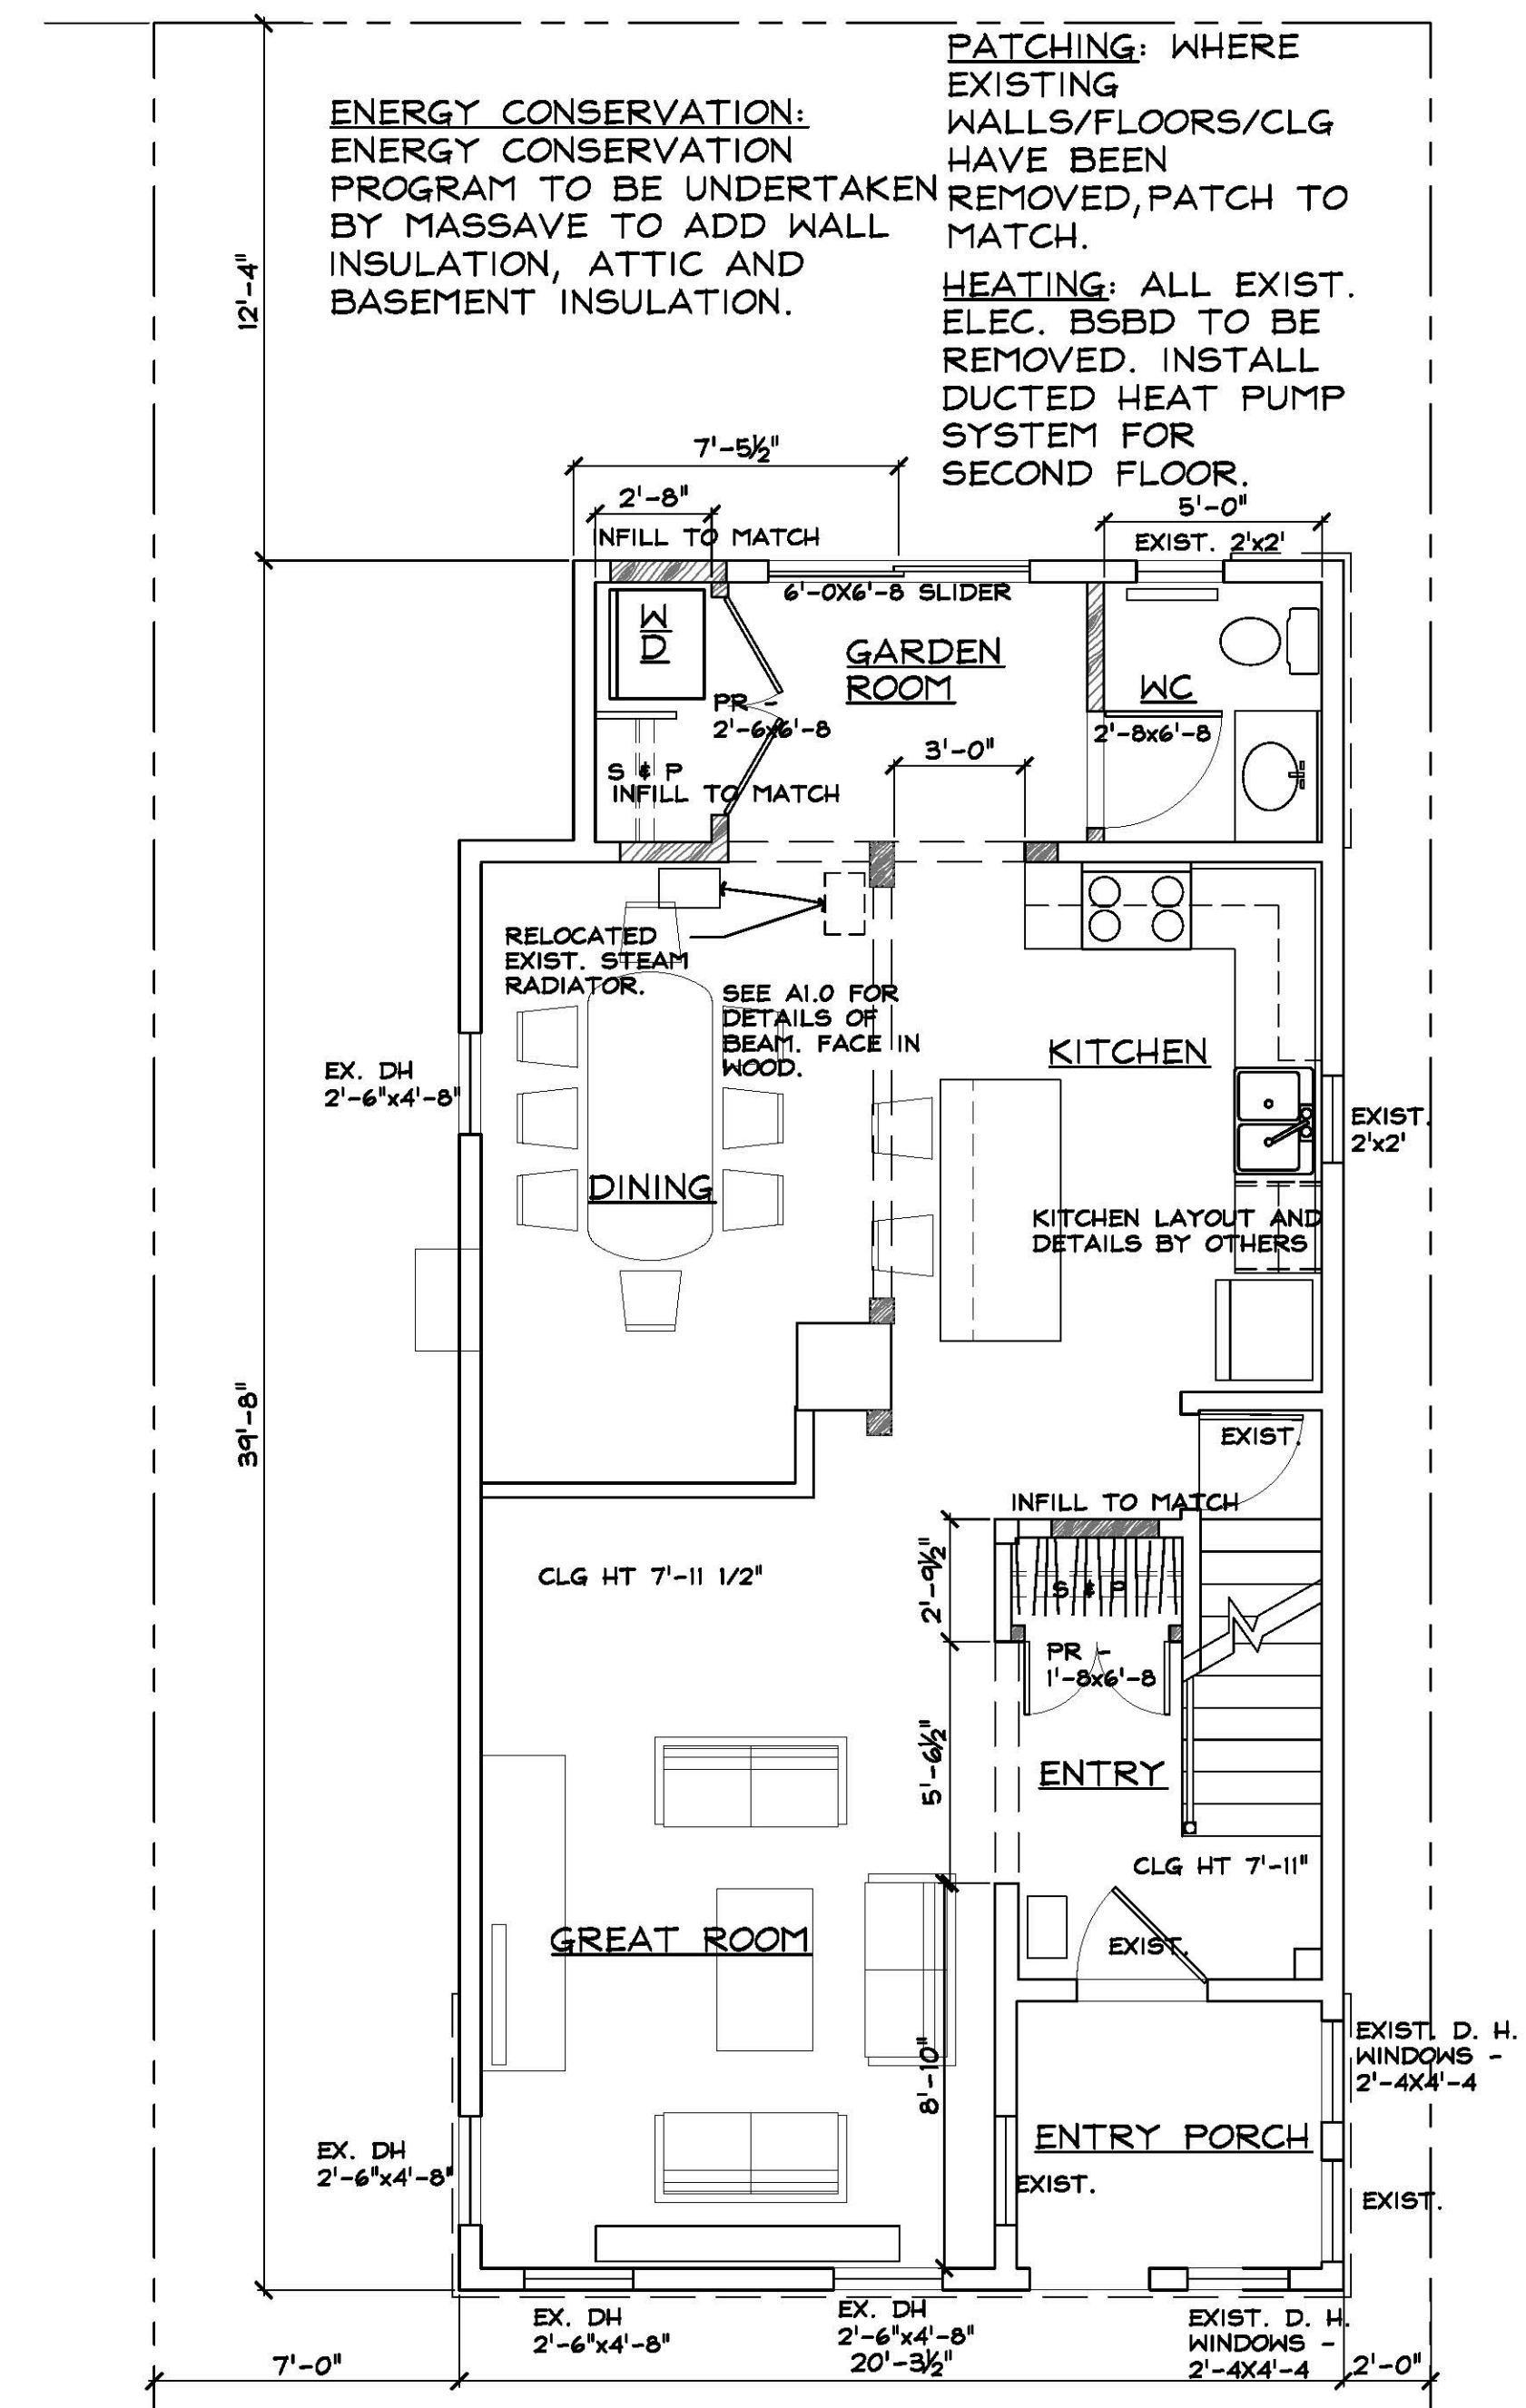 PATCHING: WHERE
EXISTING
WALLS/FLOORS/CLG
HAVE BEEN
REMOVED, PATCH TO
MATCH.
ENERGY CONSERVATION:
ENERGY CONSERVATION
PROGRAM TO BE UNDERTAKEN
BY MASSAVE TO ADD WALL
INSULATION, ATTIC AND
BASEMENT INSULATION.
HEATING: ALL EXIST.
ELEC. BSBD TO BE
REMOVED. INSTALL
DUCTED HEAT PUMP
SYSTEM FOR
SECOND FLOOR.
12'-4"
7'-5½"
2'-8"
5'-0"
INFILL TO MATCH
EXIST. 2'x2'
6'-0X6'-8 SLIDER
W
D
GARDEN
ROOM
WC
PR -
2'-6x6'-8
2'-8x6'-8
3'-0"
S & P
INFILL TO MATCH
RELOCATED
EXIST. STEAM
RADIATOR.
SEE A1.0 FOR
DETAILS OF
BEAM. FACE IN
WOOD.
KITCHEN
EX. DH
2'-6"x4'-8"
EXIST.
2'x2'
DINING
KITCHEN LAYOUT AND
DETAILS BY OTHERS
39'-8"
EXIST.
INFILL TO MATCH
CLG HT 7'-11 1/2"
2'-9½"
S & P
PR -
1'-8x6'-8
5'-6½"
ENTRY
CLG HT 7'-11"
GREAT ROOM
EXIST.
8'-10"
EXIST. D. H.
WINDOWS -
2'-4X4'-4
ENTRY PORCH
EX. DH
2'-6"x4'-8"
EXIST.
EXIST.
EX. DH
2'-6"x4'-8"
EX. DH
2'-6"x4'-8"
EXIST. D. H.
WINDOWS -
2'-4X4'-4
7'-0"
20'-3½"
2'-0"